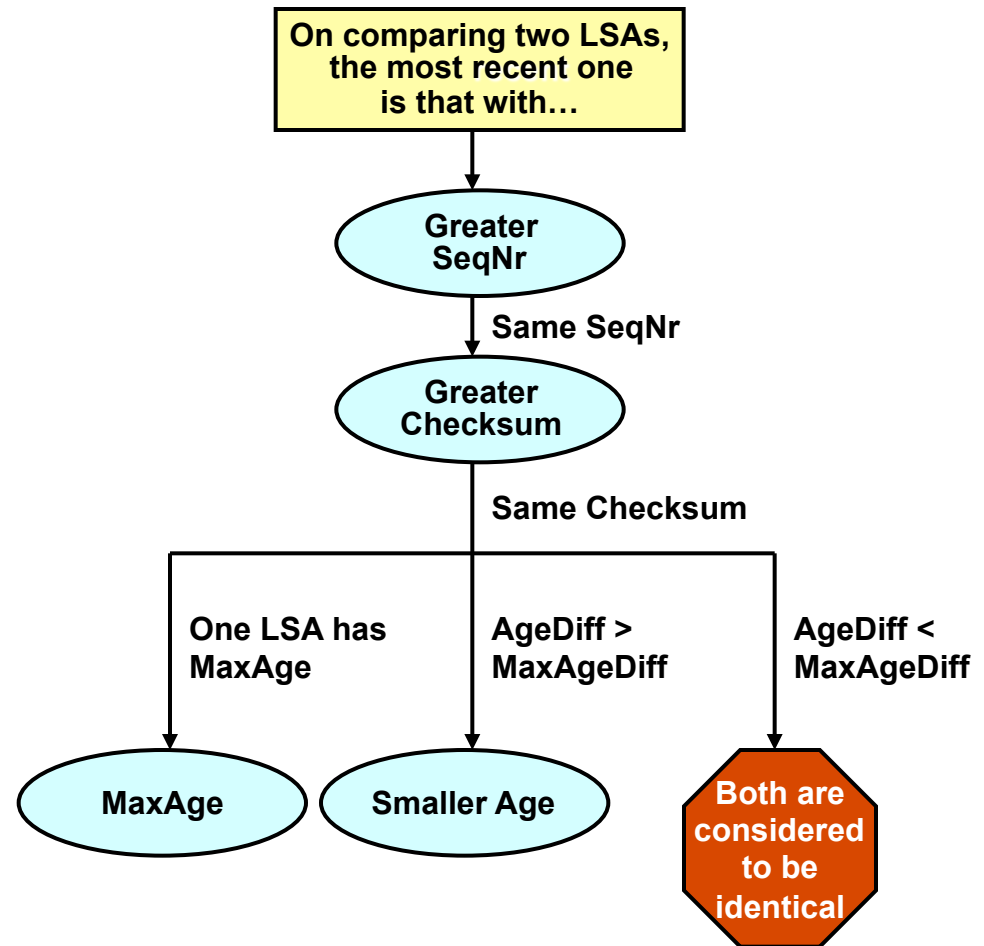 On comparing two LSAs,
the most recent one
is that with…
Greater
SeqNr
Same SeqNr
Greater
Checksum
Same Checksum
One LSA has
MaxAge
AgeDiff >
MaxAgeDiff
AgeDiff <
MaxAgeDiff
MaxAge
Smaller Age
Both are
considered
to be
identical